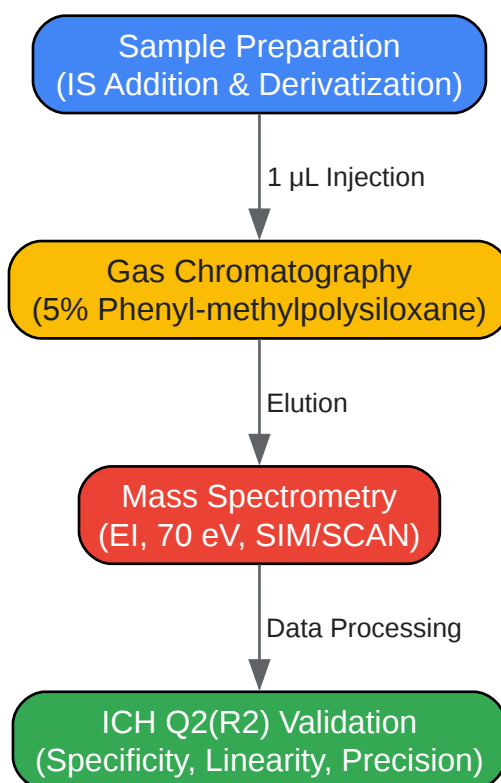 Sample Preparation
(IS Addition & Derivatization)
1 μL Injection
Gas Chromatography
(5% Phenyl-methylpolysiloxane)
Elution
Mass Spectrometry
(EI, 70 eV, SIM/SCAN)
Data Processing
ICH Q2(R2) Validation
(Specificity, Linearity, Precision)